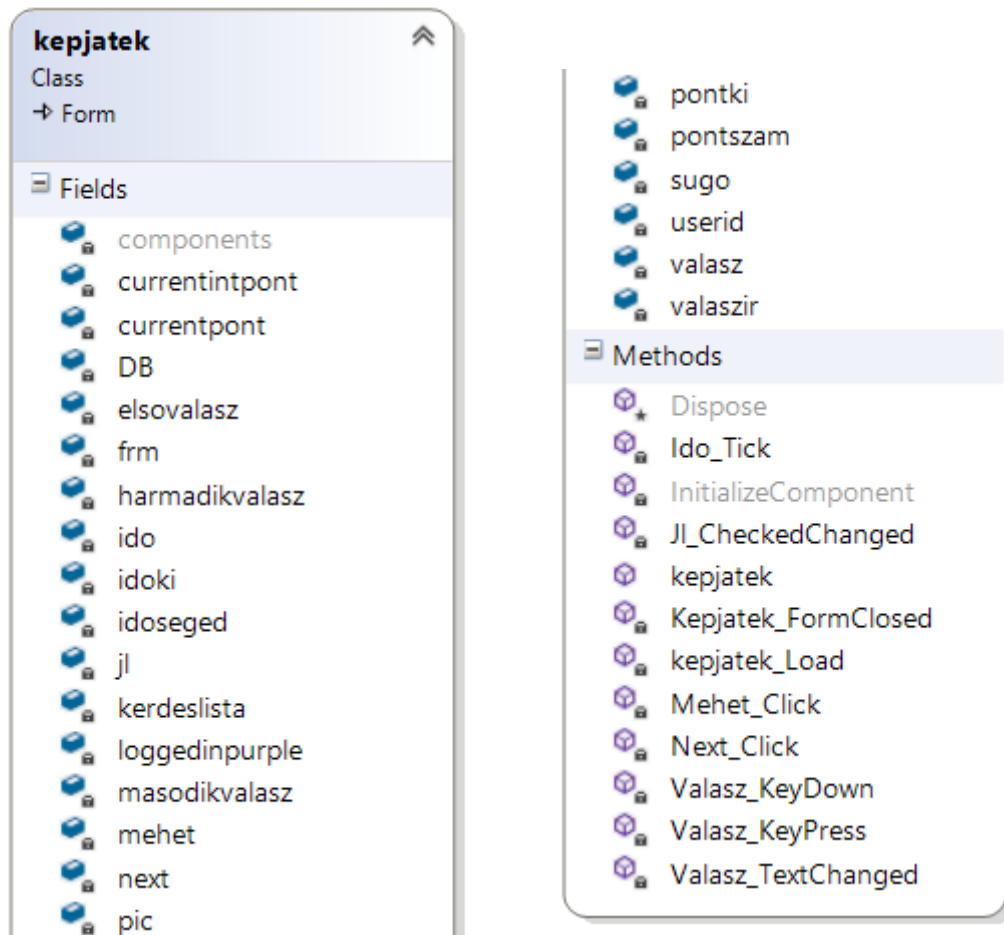 kepjatek
Class
Form
Fields
components
currentintpont
currentpont
DB
elsovalasz
frm
harmadikvalasz
ido
idoki
idoseged
jl
kerdeslista
loggedinpurple
masodikvalasz
mehet
next
pic
pontki
pontszam
sugo
userid
valasz
valaszir
Methods
Dispose
Ido_Tick
InitializeComponent
Jl_CheckedChanged
kepjatek
Kepjatek_FormClosed
kepjatek_Load
Mehet_Click
Next_Click
Valasz_KeyDown
Valasz_KeyPress
Valasz_TextChanged